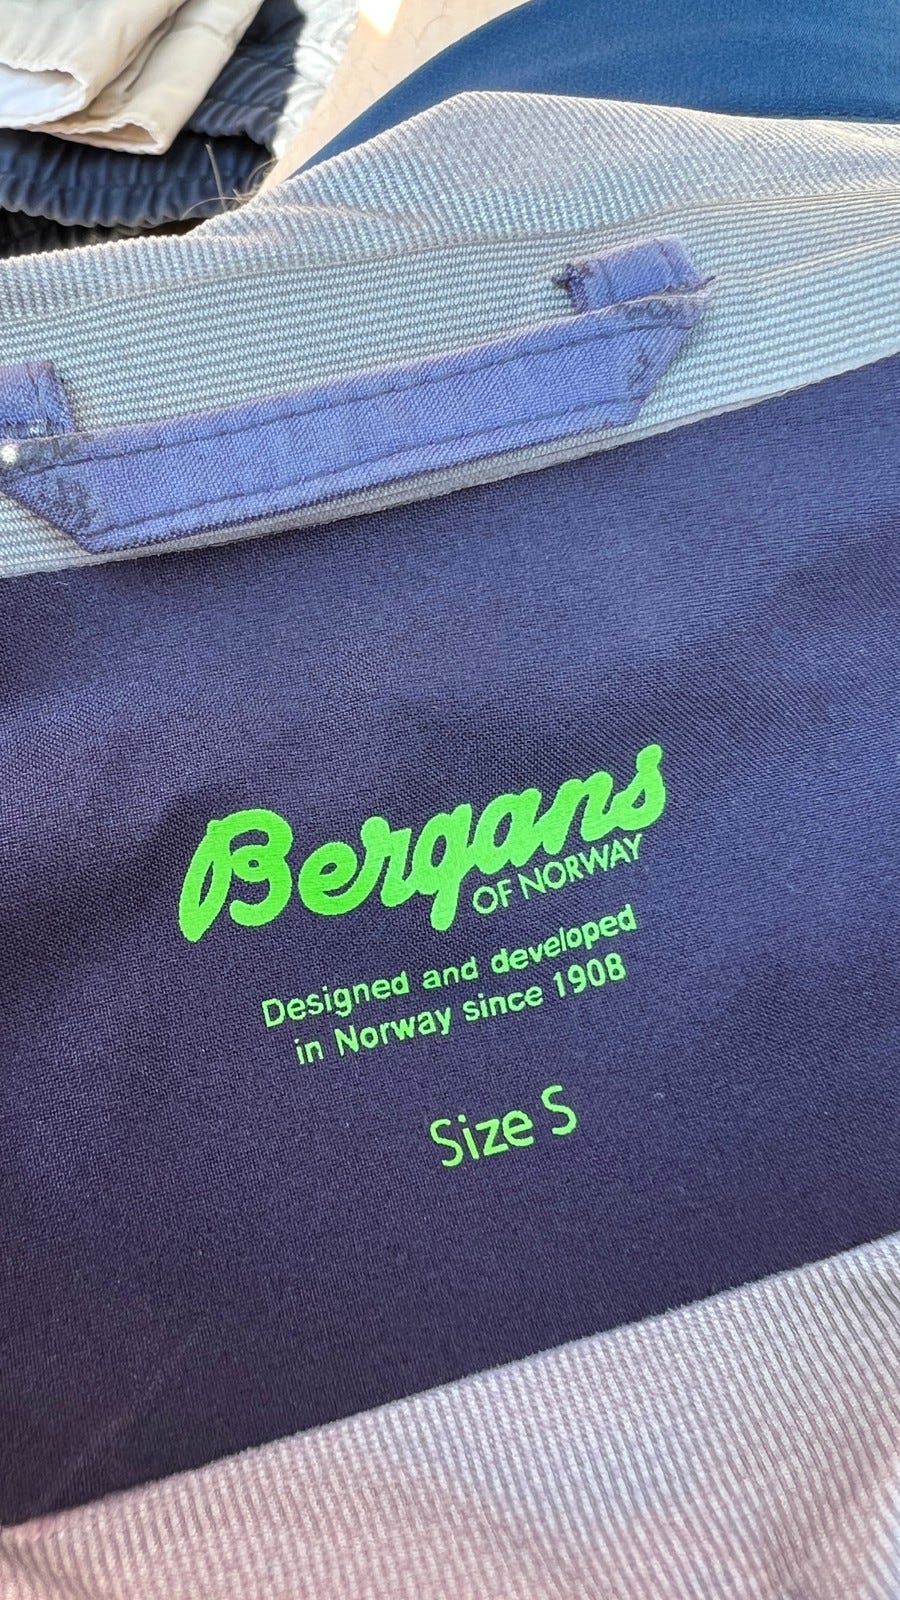 Bergans
OF NORWAY
Designed and developed
in Norway since 1908
Size S